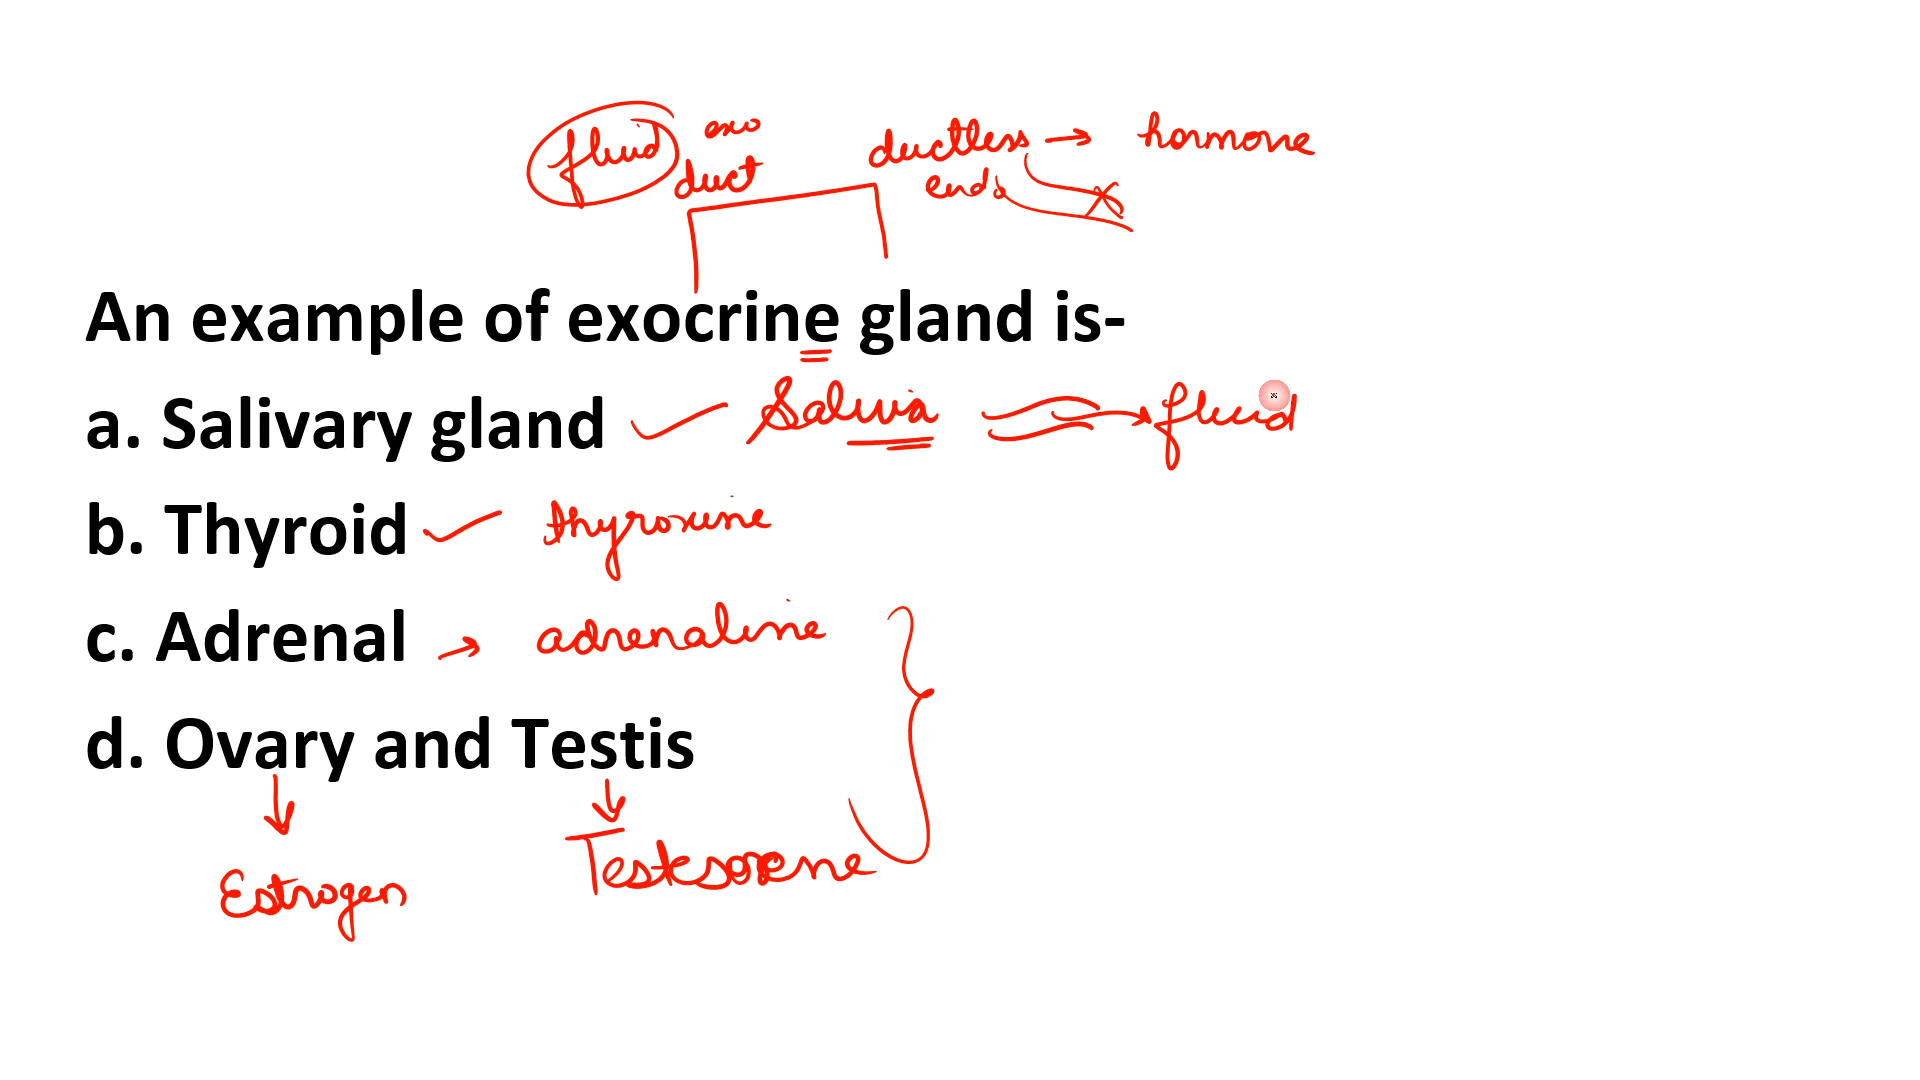 fluid exo ductless → hormone
duct endo
An example of exocrine gland is-
a. Salivary gland Saliva → fluid
b. Thyroid thyroxine
c. Adrenal → adrenaline
d. Ovary and Testis
Estrogen